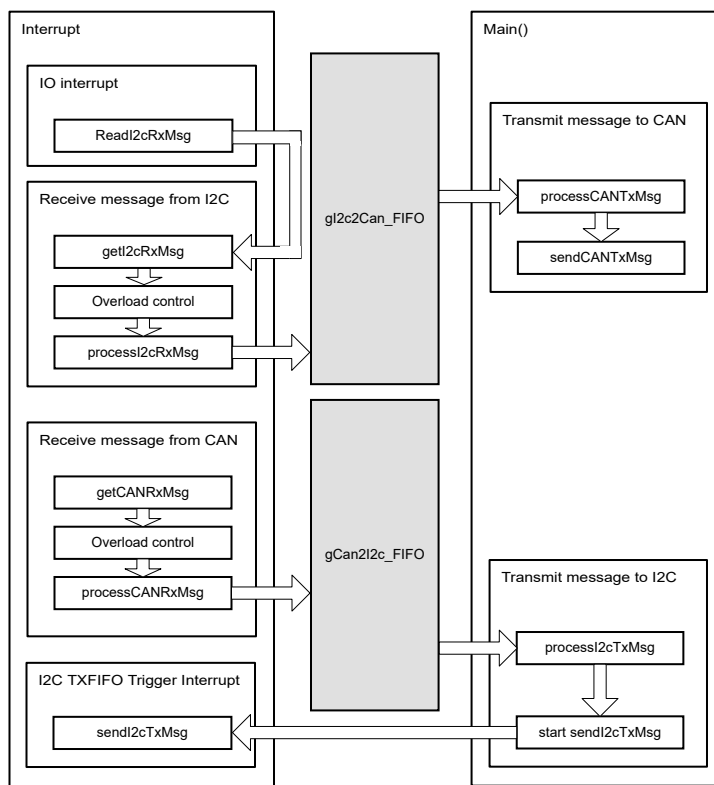 Interrupt
IO interrupt
ReadI2cRxMsg
Receive message from I2C
getI2cRxMsg
Overload control
processI2cRxMsg
Receive message from CAN
getCANRxMsg
Overload control
processCANRxMsg
I2C TXFIFO Trigger Interrupt
sendI2cTxMsg
gI2c2Can_FIFO
gCan2I2c_FIFO
Main()
Transmit message to CAN
processCANTxMsg
sendCANTxMsg
Transmit message to I2C
processI2cTxMsg
start sendI2cTxMsg